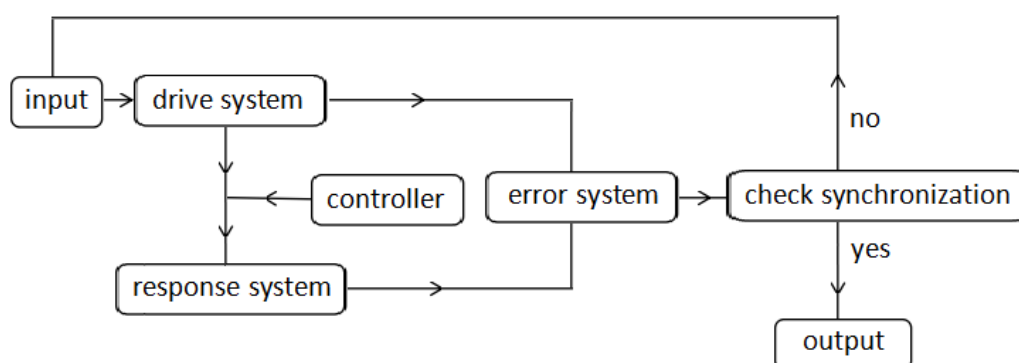 input
drive system
no
controller
error system
check synchronization
yes
response system
output